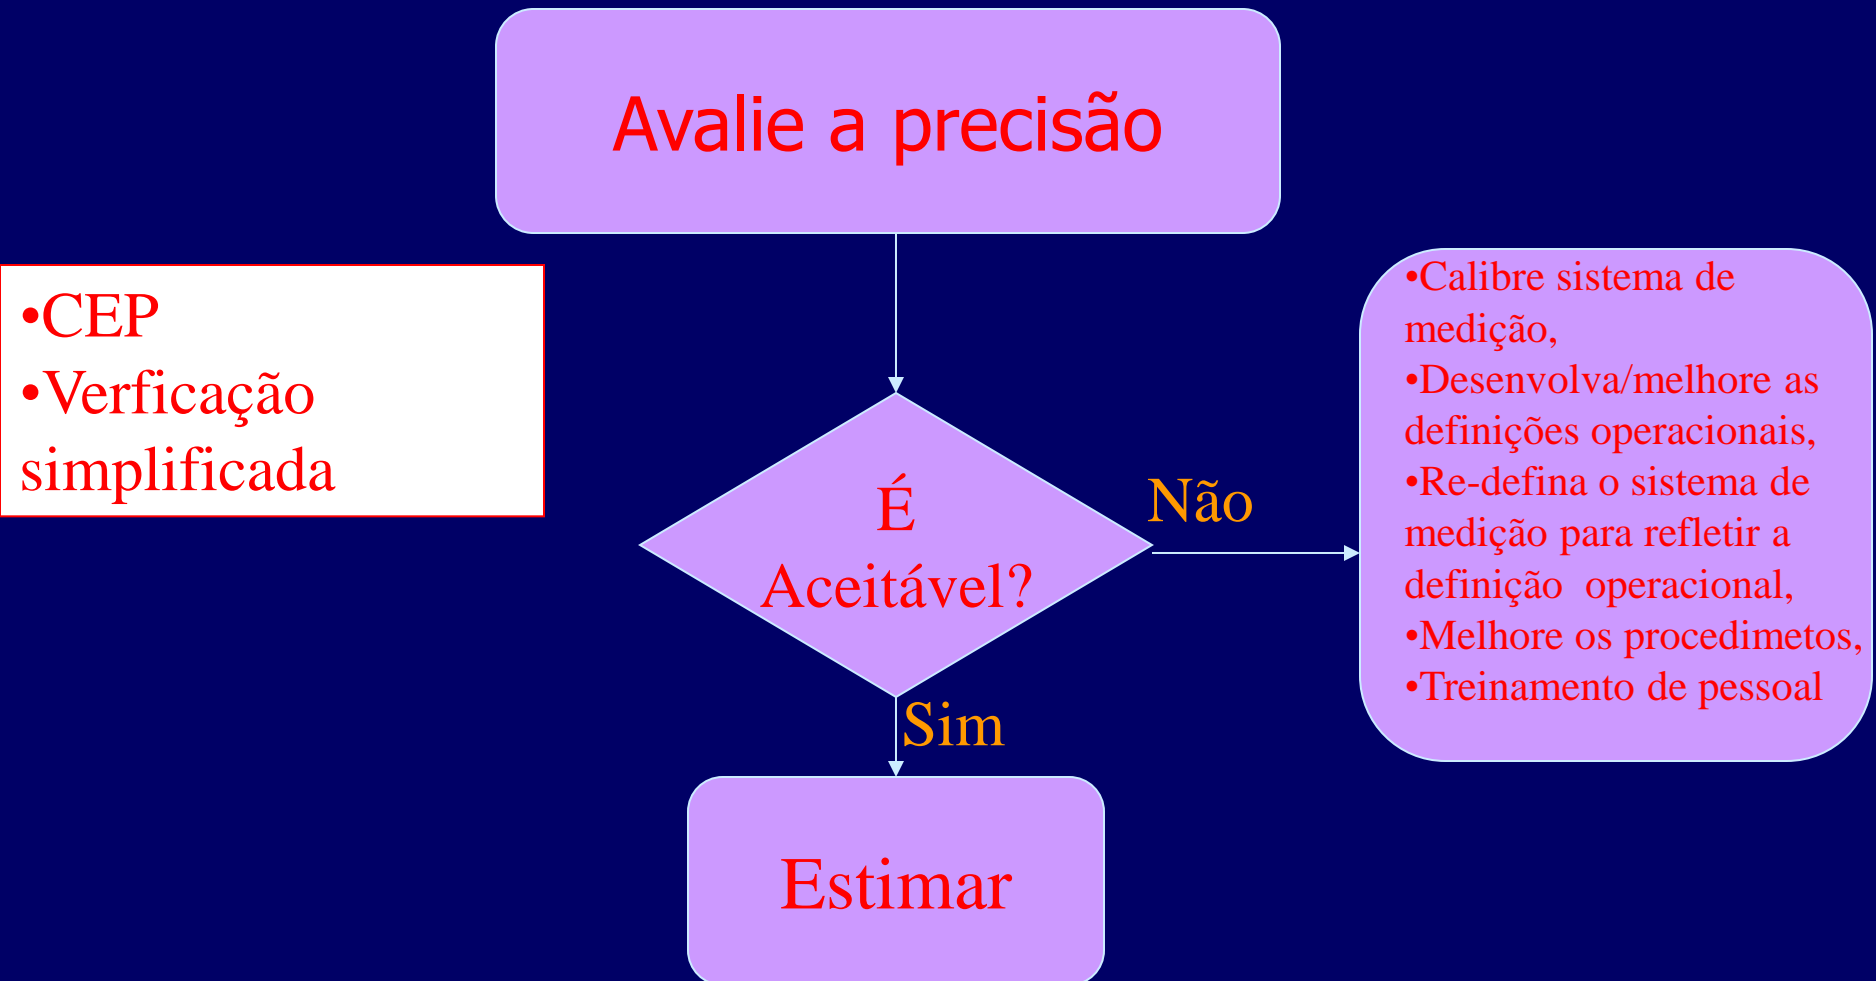 Avalie a precisão
•CEP
•Verficação
simplificada
É
Aceitável?
Não
Sim
•Calibre sistema de
medição,
•Desenvolva/melhore as
definições operacionais,
•Re-defina o sistema de
medição para refletir a
definição  operacional,
•Melhore os procedimetos,
•Treinamento de pessoal
Estimar